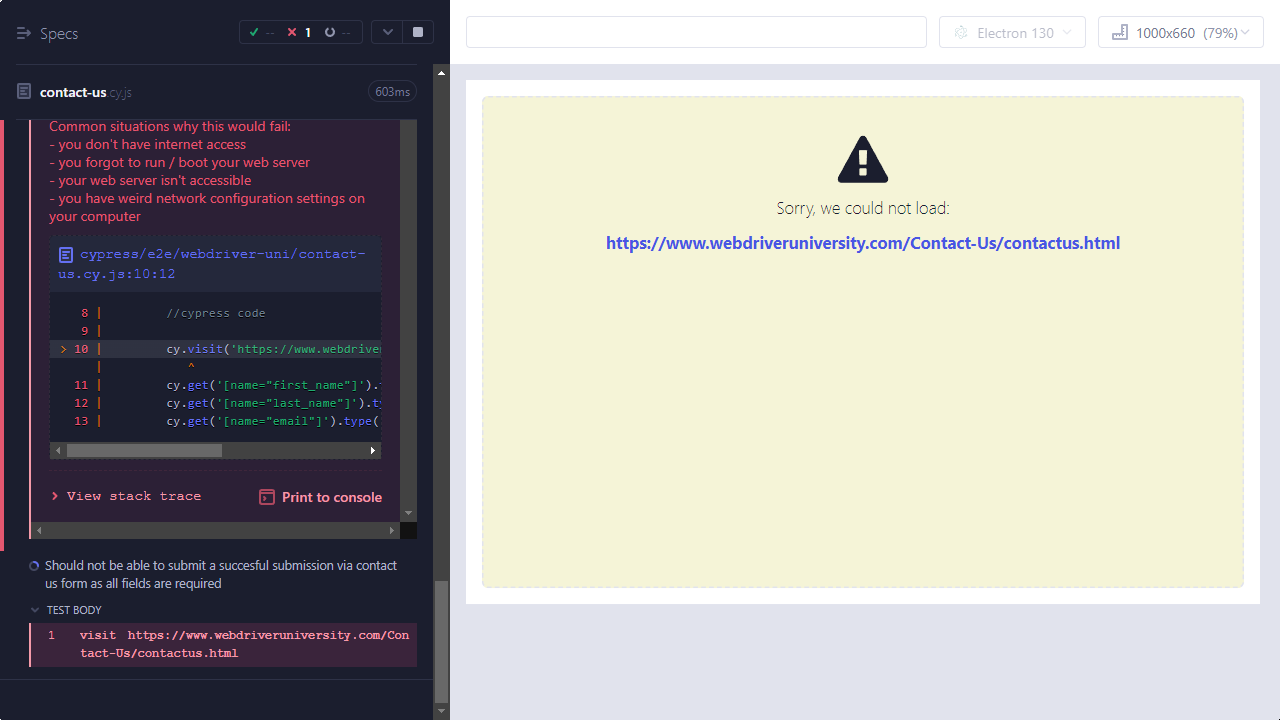 Specs
-- 1 --
Electron 130
1000x660 (79%)
contact-us.cy.js
603ms
Common situations why this would fail:
- you don't have internet access
- you forgot to run / boot your web server
- your web server isn't accessible
- you have weird network configuration settings on
your computer
cypress/e2e/webdriver-uni/contact-
us.cy.js:10:12
8 | //cypress code
9 |
> 10 | cy.visit('https://www.webdrive
| ^
11 | cy.get('[name="first_name"]').
12 | cy.get('[name="last_name"]').ty
13 | cy.get('[name="email"]').type(
View stack trace
Print to console
Should not be able to submit a succesful submission via contact
us form as all fields are required
TEST BODY
1 visit https://www.webdriveruniversity.com/Con
tact-Us/contactus.html
Sorry, we could not load:
https://www.webdriveruniversity.com/Contact-Us/contactus.html